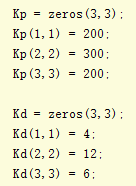 Kp = zeros(3,3);
Kp(1,1) = 200;
Kp(2,2) = 300;
Kp(3,3) = 200;
Kd = zeros(3,3);
Kd(1,1) = 4;
Kd(2,2) = 12;
Kd(3,3) = 6;